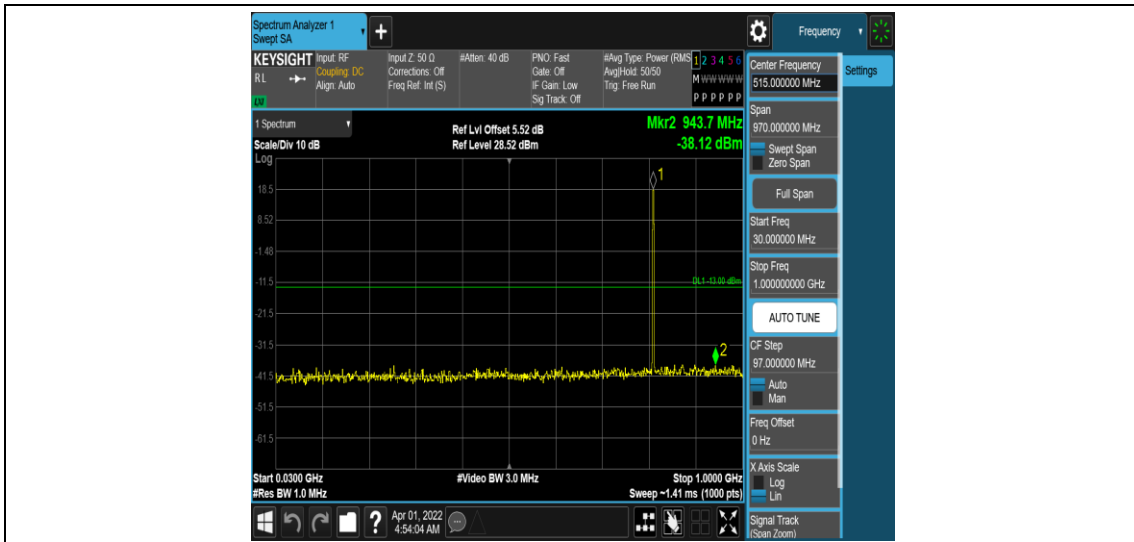 Spectrum Analyzer 1
Swept SA
Frequency
KEYSIGHT
RL
LXI
Input: RF
Coupling: DC
Align: Auto
Input Z: 50 Ω
Corrections: Off
Freq Ref: Int (S)
#Atten: 40 dB
PNO: Fast
Gate: Off
IF Gain: Low
Sig Track: Off
#Avg Type: Power (RMS
Avg|Hold: 50/50
Trig: Free Run
1 2 3 4 5 6
M W W W W W
P P P P P P
Center Frequency
515.000000 MHz
Settings
1 Spectrum
Scale/Div 10 dB
Ref Lvl Offset 5.52 dB
Ref Level 28.52 dBm
Mkr2 943.7 MHz
-38.12 dBm
Log
18.5
8.52
-1.48
-11.5
-21.5
-31.5
-41.5
-51.5
-61.5
1
DL1 -13.00 dBm
2
Start 0.0300 GHz
#Res BW 1.0 MHz
#Video BW 3.0 MHz
Stop 1.0000 GHz
Sweep ~1.41 ms (1000 pts)
Span
970.000000 MHz
Swept Span
Zero Span
Full Span
Start Freq
30.000000 MHz
Stop Freq
1.000000000 GHz
AUTO TUNE
CF Step
97.000000 MHz
Auto
Man
Freq Offset
0 Hz
X Axis Scale
Log
Lin
Signal Track
(Span Zoom)
?
Apr 01, 2022
4:54:04 AM